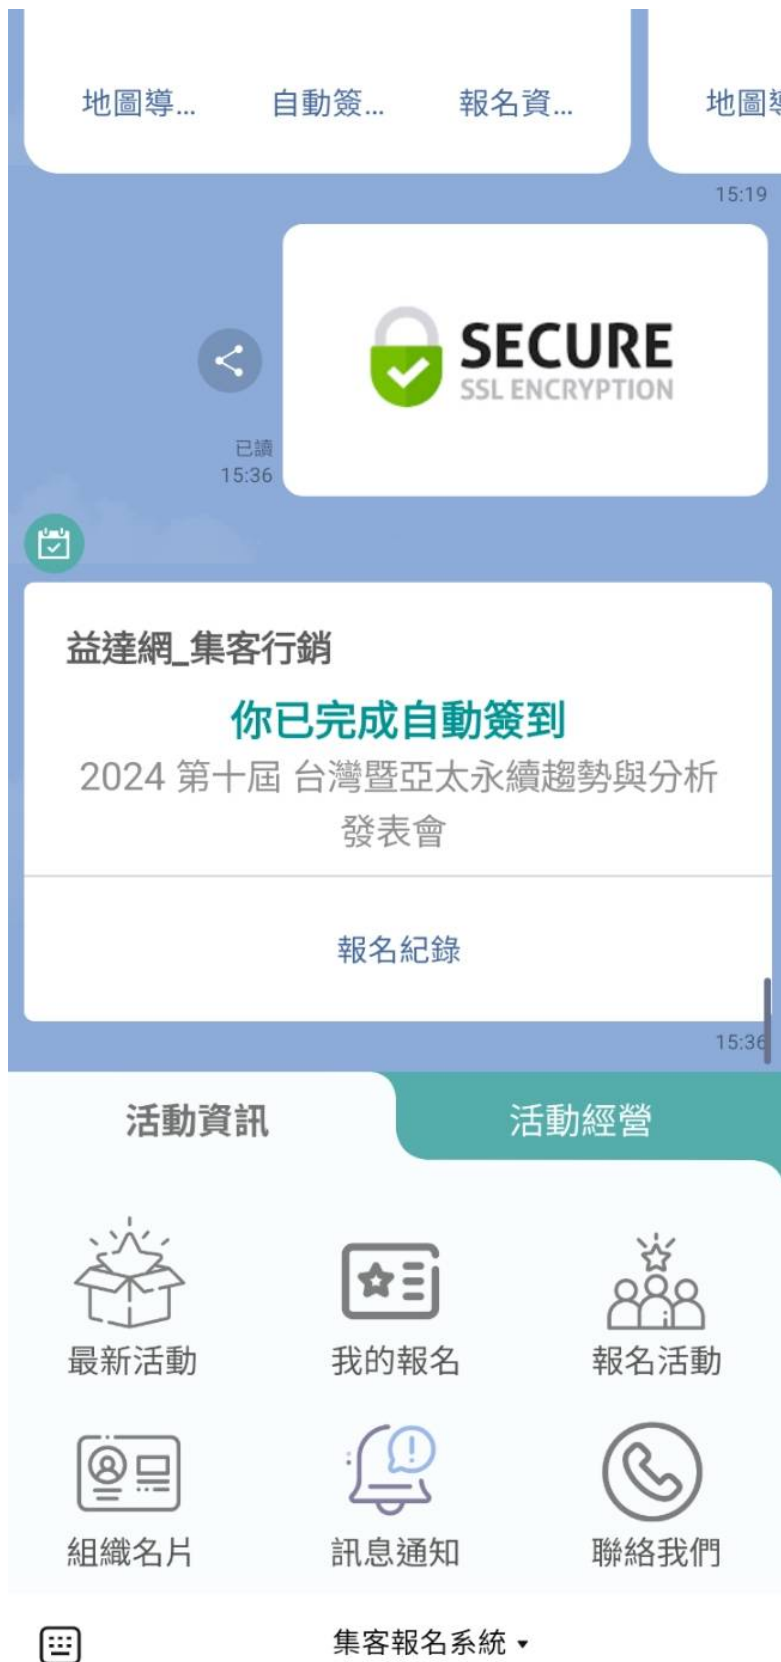 地圖導... 自動簽... 報名資... 地圖導
15:19
SECURE
SSL ENCRYPTION
已讀
15:36
益達網_集客行銷
你已完成自動簽到
2024 第十屆 台灣暨亞太永續趨勢與分析
發表會
報名紀錄
15:36
活動資訊 活動經營
最新活動 我的報名 報名活動
組織名片 訊息通知 聯絡我們
集客報名系統 ▾